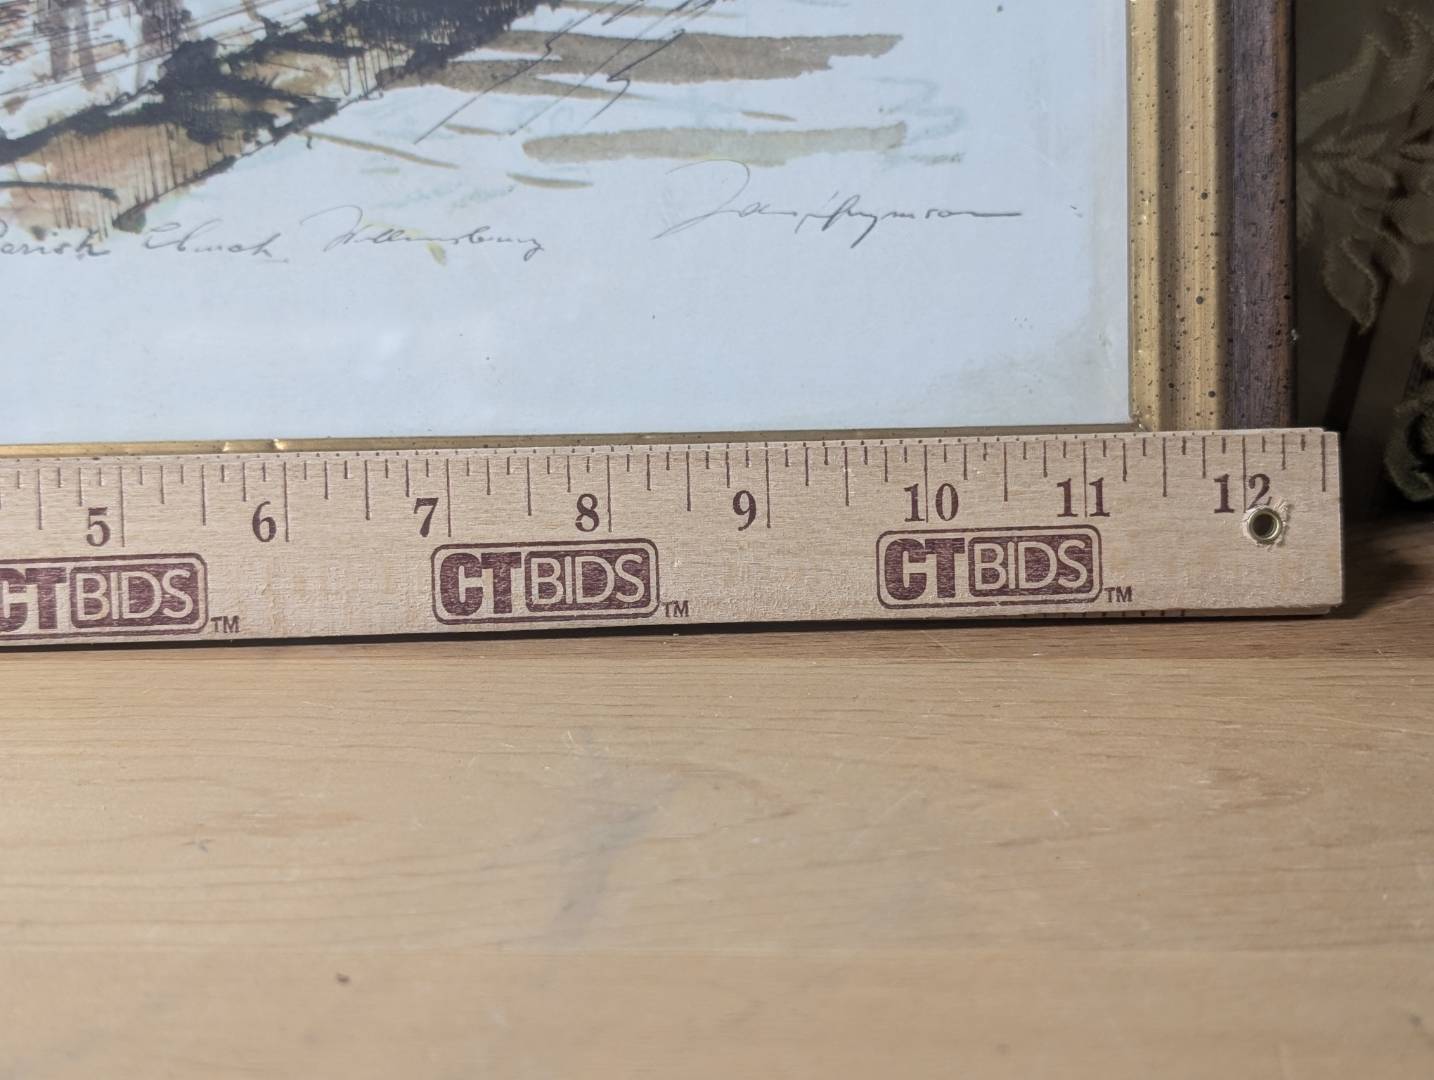 Parish Church Williamsburg
5 6 7 8 9 10 11 12
CTBIDS™ CTBIDS™ CTBIDS™